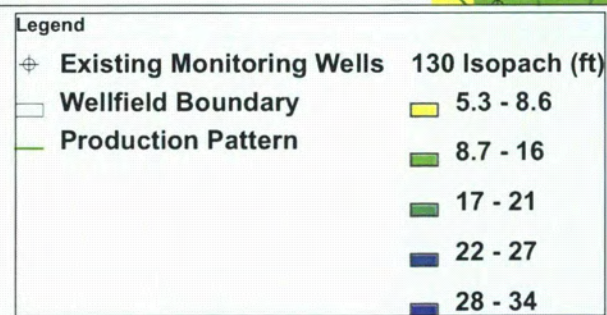 Legend
Existing Monitoring Wells
Wellfield Boundary
Production Pattern
130 Isopach (ft)
5.3 - 8.6
8.7 - 16
17 - 21
22 - 27
28 - 34